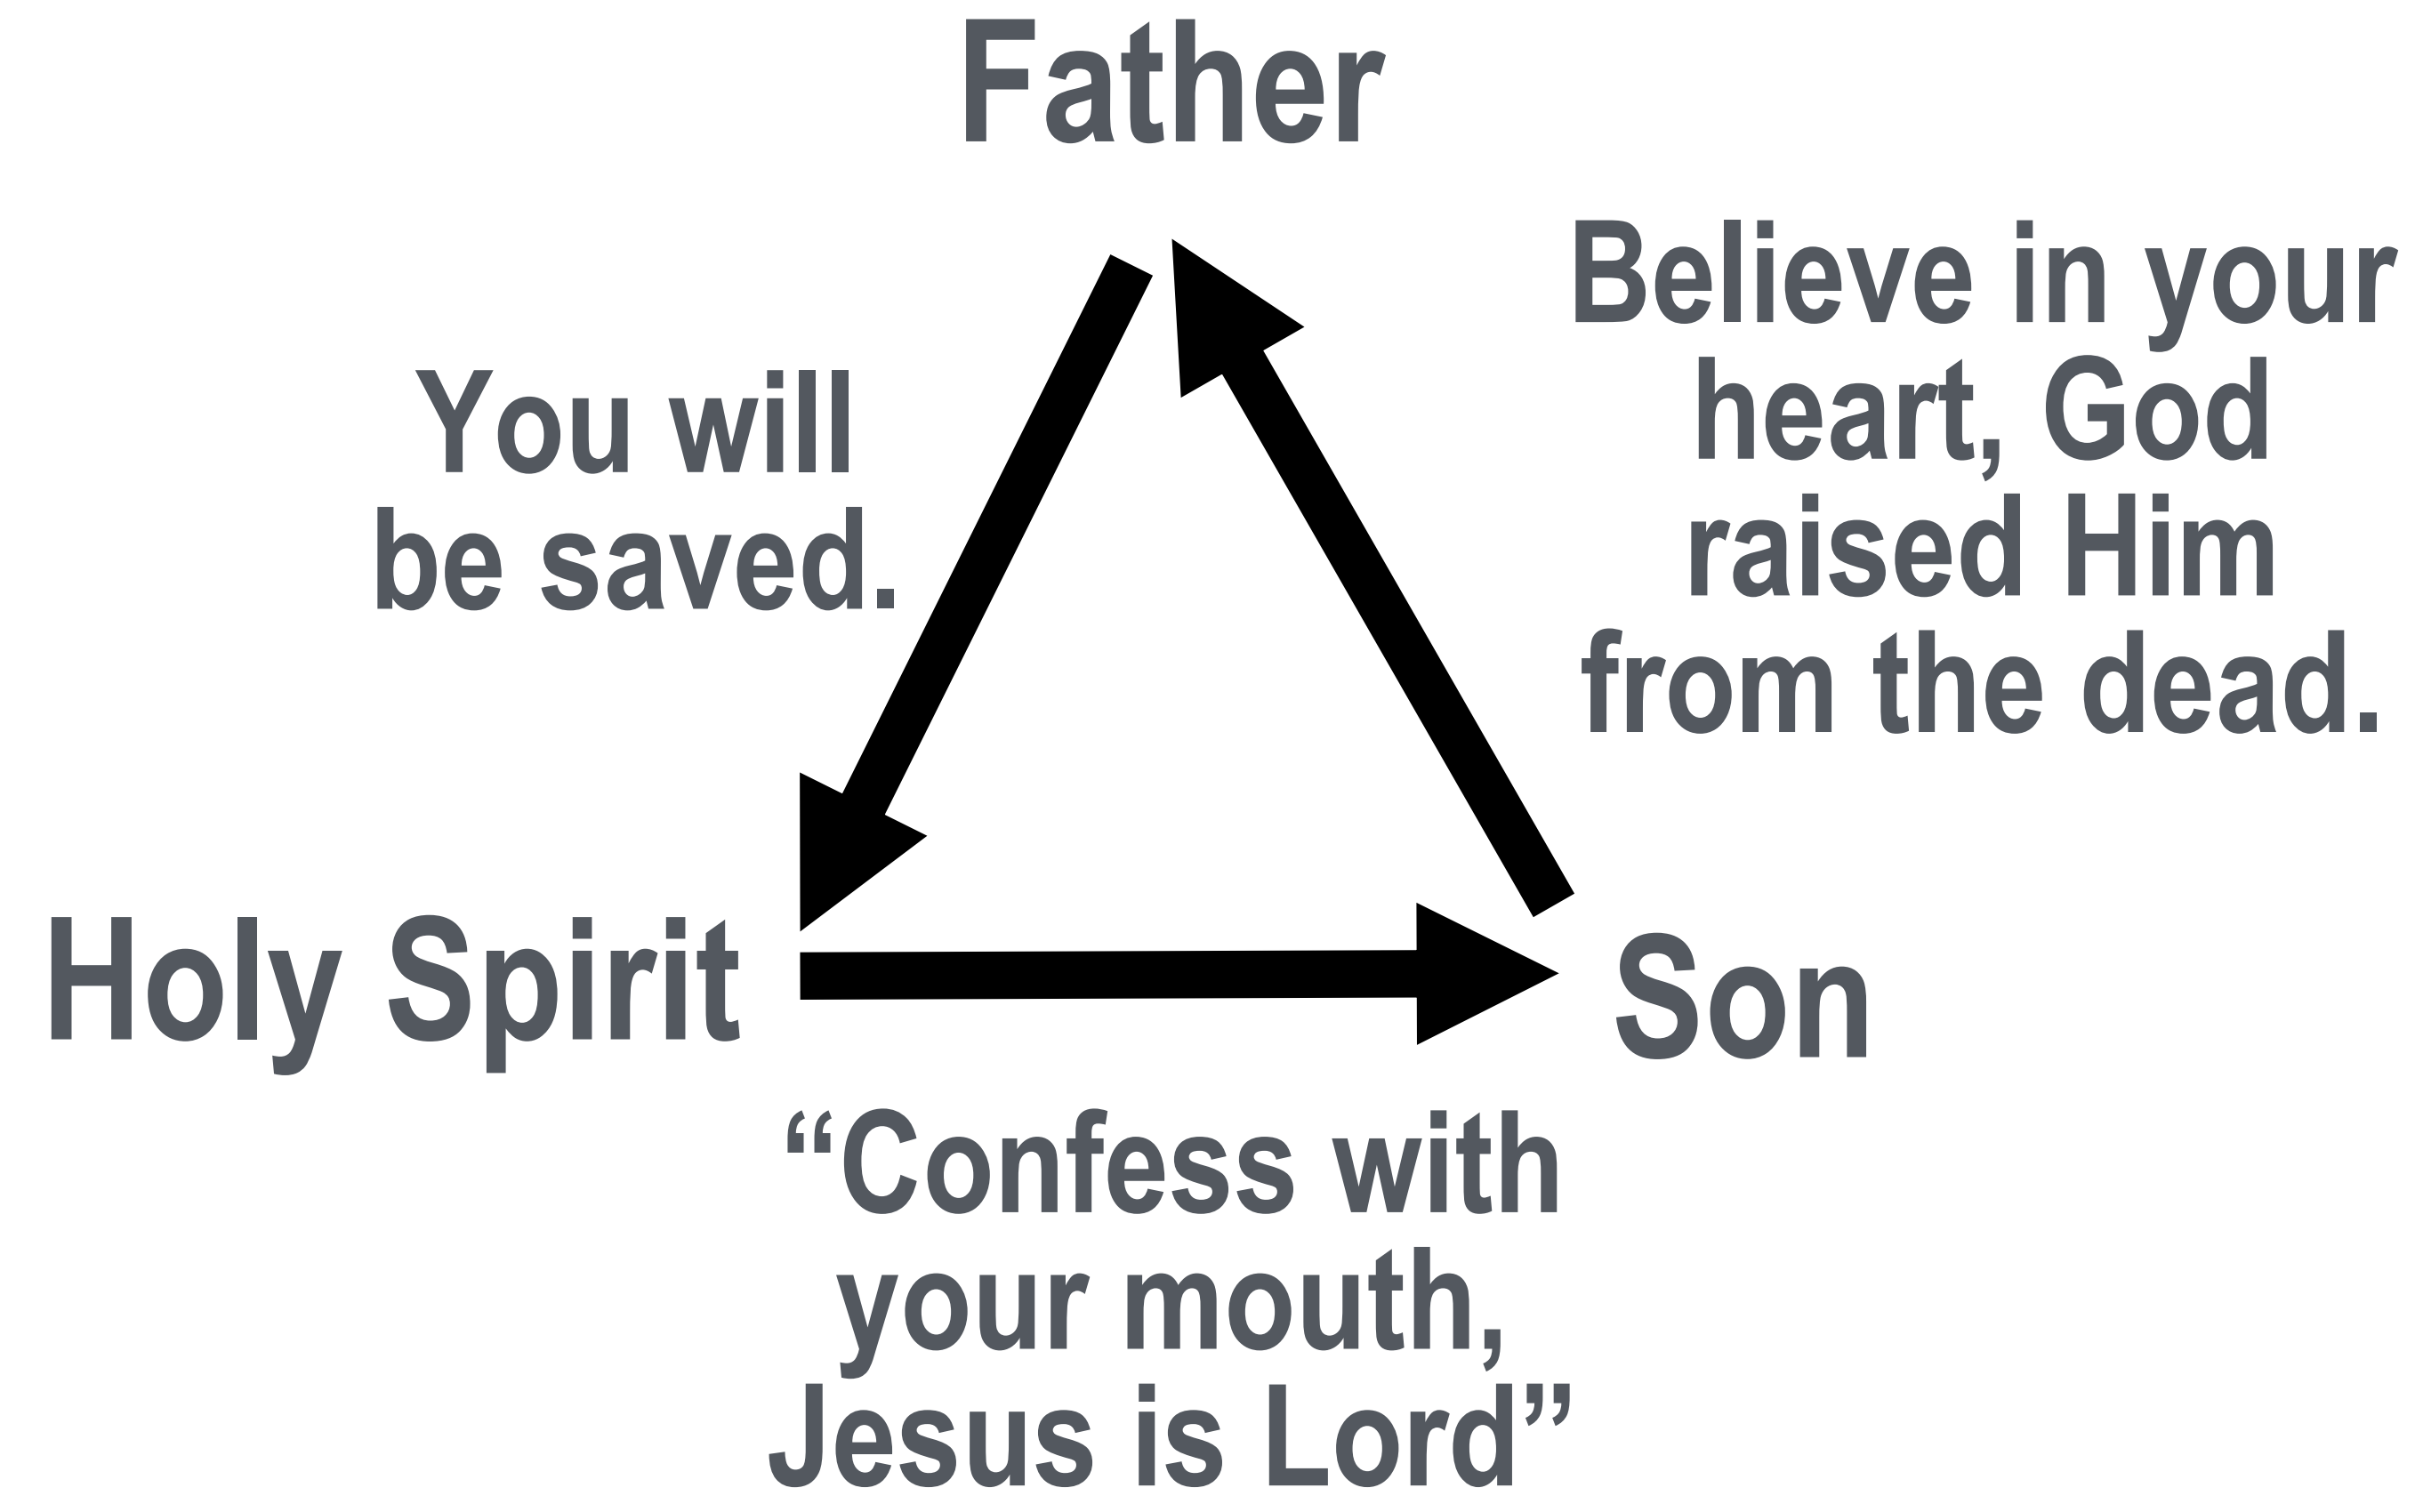 Father
Believe in your
heart, God
raised Him
from the dead.
You will
be saved.
Holy Spirit
Son
“Confess with
your mouth,
Jesus is Lord”